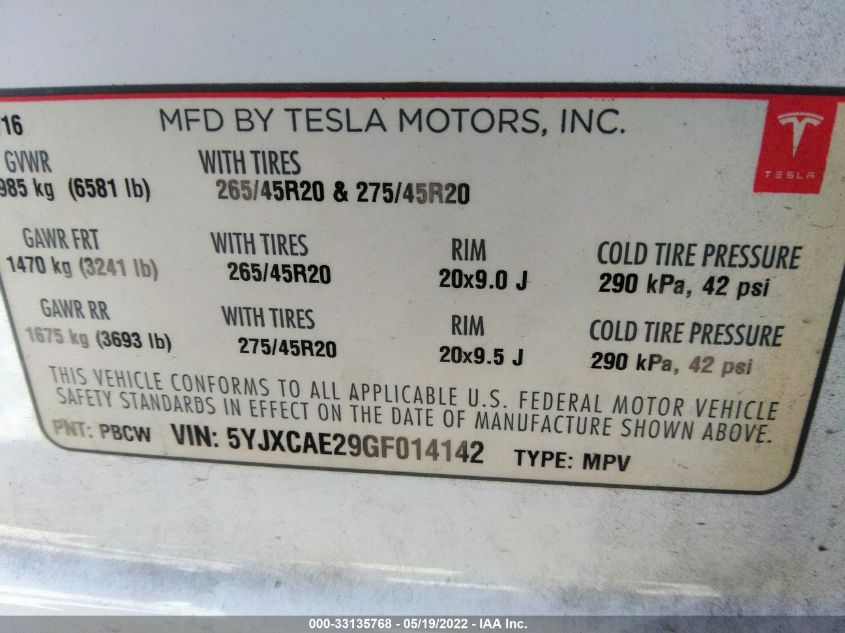 /16 MFD BY TESLA MOTORS, INC.
TESLA
GVWR WITH TIRES
985 kg (6581 lb) 265/45R20 & 275/45R20
GAWR FRT WITH TIRES RIM COLD TIRE PRESSURE
1470 kg (3241 lb) 265/45R20 20x9.0 J 290 kPa, 42 psi
GAWR RR WITH TIRES RIM COLD TIRE PRESSURE
1675 kg (3693 lb) 275/45R20 20x9.5 J 290 kPa, 42 psi
THIS VEHICLE CONFORMS TO ALL APPLICABLE U.S. FEDERAL MOTOR VEHICLE
SAFETY STANDARDS IN EFFECT ON THE DATE OF MANUFACTURE SHOWN ABOVE.
PNT: PBCW VIN: 5YJXCAE29GF014142 TYPE: MPV
000-33135768 - 05/19/2022 - IAA Inc.